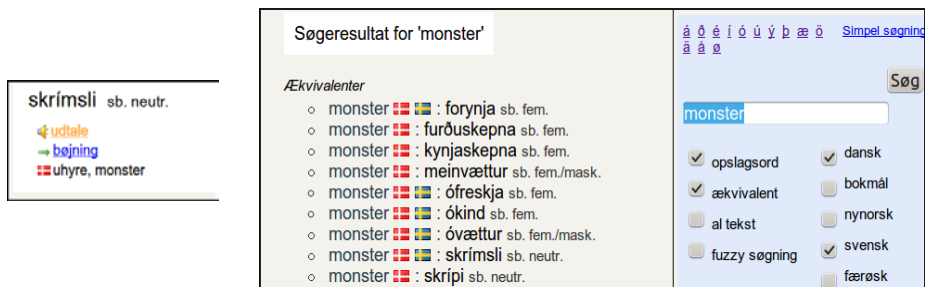 skrímsli sb. neutr.
udtale
bøjning
uhyre, monster
Søgeresultat for 'monster'
Ækvivalenter
monster : forynja sb. fem.
monster : furðuskepna sb. fem.
monster : kynjaskepna sb. fem.
monster : meinvættur sb. fem./mask.
monster : ófreskja sb. fem.
monster : ókind sb. fem.
monster : óvættur sb. fem./mask.
monster : skrímsli sb. neutr.
monster : skrípi sb. neutr.
á ð é í ó ú ý þ æ ö Simpel søgning
ä å ø
Søg
monster
opslagsord dansk
ækvivalent bokmål
al tekst nynorsk
fuzzy søgning svensk
færøsk